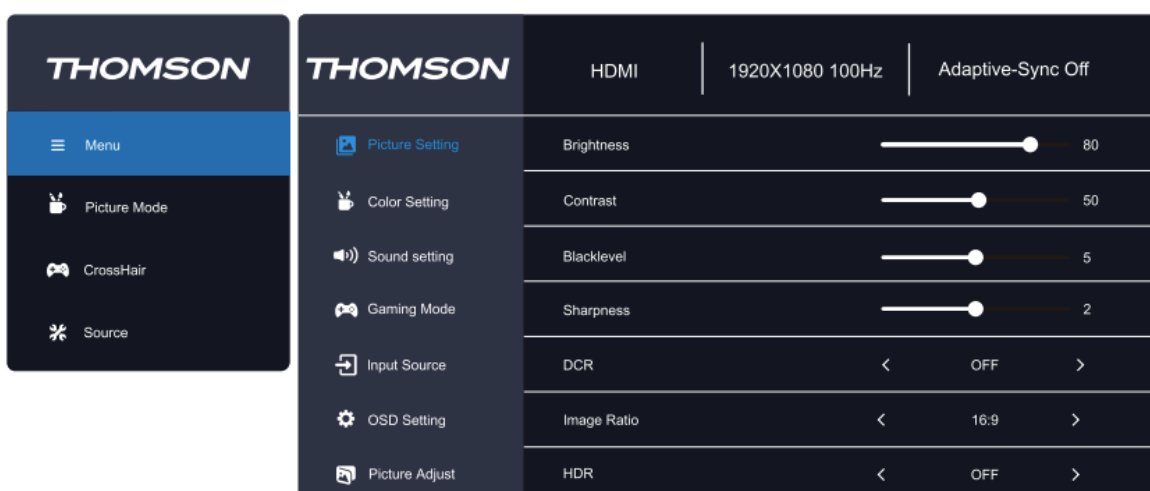 THOMSON
Menu
Picture Mode
CrossHair
Source
THOMSON
HDMI
1920X1080 100Hz
Adaptive-Sync Off
Picture Setting
Color Setting
Sound setting
Gaming Mode
Input Source
OSD Setting
Picture Adjust
Brightness 80
Contrast 50
Blacklevel 5
Sharpness 2
DCR < OFF >
Image Ratio < 16:9 >
HDR < OFF >